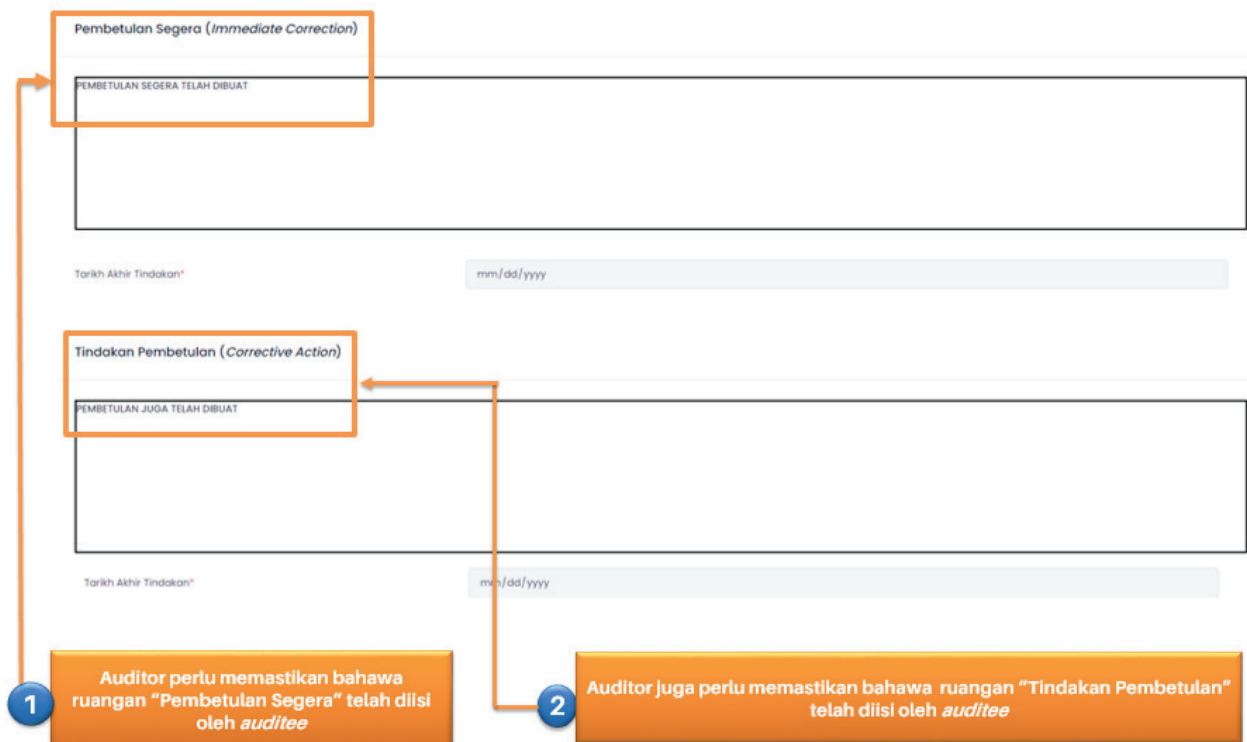 Pembetulan Segera (Immediate Correction)
PEMBETULAN SEGERA TELAH DIBUAT
Tarikh Akhir Tindakan*
mm/dd/yyyy
Tindakan Pembetulan (Corrective Action)
PEMBETULAN JUGA TELAH DIBUAT
Tarikh Akhir Tindakan*
mm/dd/yyyy
1
Auditor perlu memastikan bahawa
ruangan “Pembetulan Segera” telah diisi
oleh auditee
2
Auditor juga perlu memastikan bahawa ruangan “Tindakan Pembetulan”
telah diisi oleh auditee